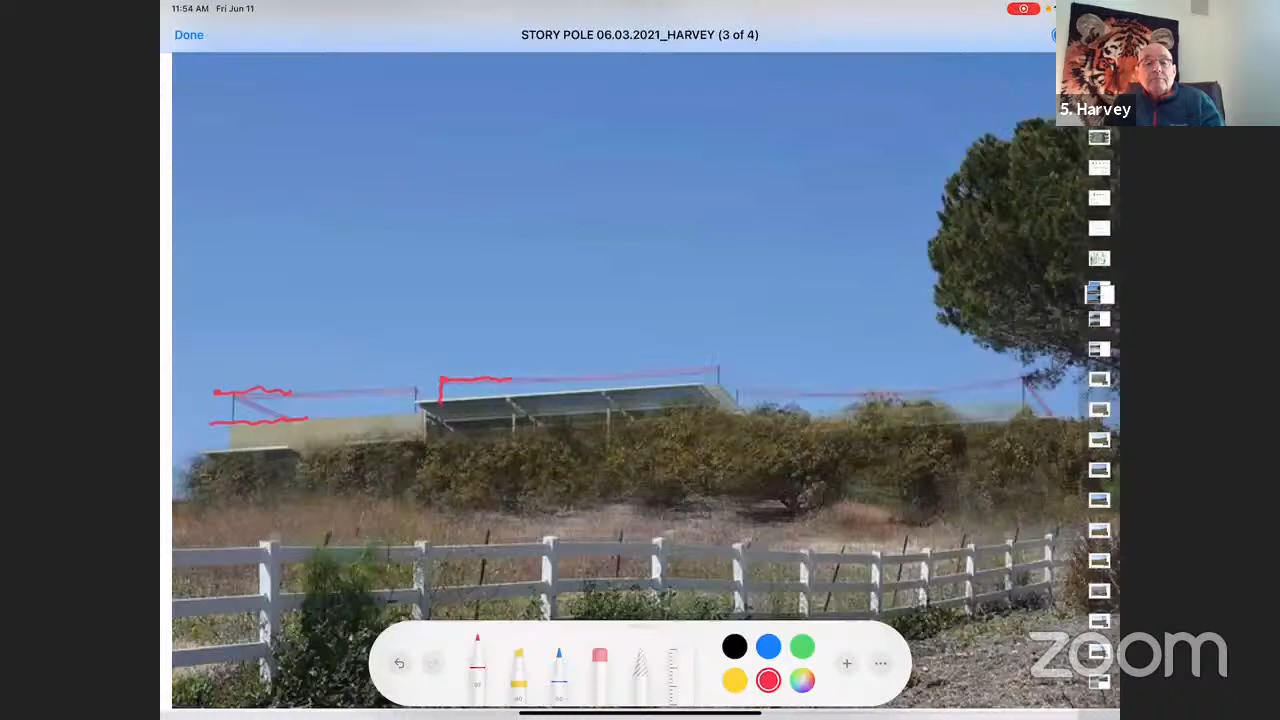 11:54 AM Fri Jun 11
Done
STORY POLE 06.03.2021_HARVEY (3 of 4)
5. Harvey
zoom